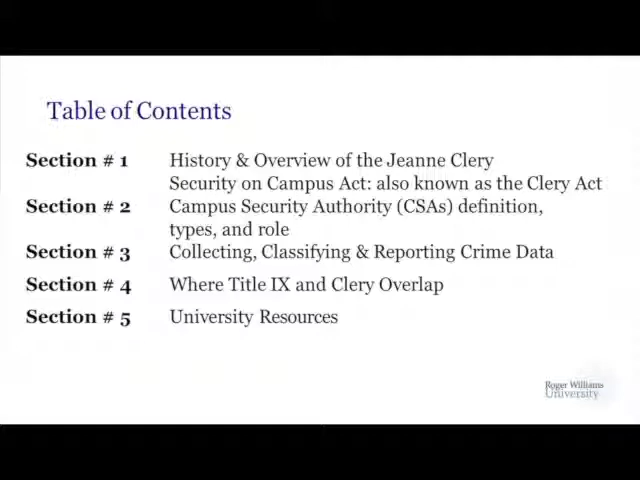 Table of Contents
Section # 1 History & Overview of the Jeanne Clery
Security on Campus Act: also known as the Clery Act
Section # 2 Campus Security Authority (CSAs) definition,
types, and role
Section # 3 Collecting, Classifying & Reporting Crime Data
Section # 4 Where Title IX and Clery Overlap
Section # 5 University Resources
Roger Williams
University